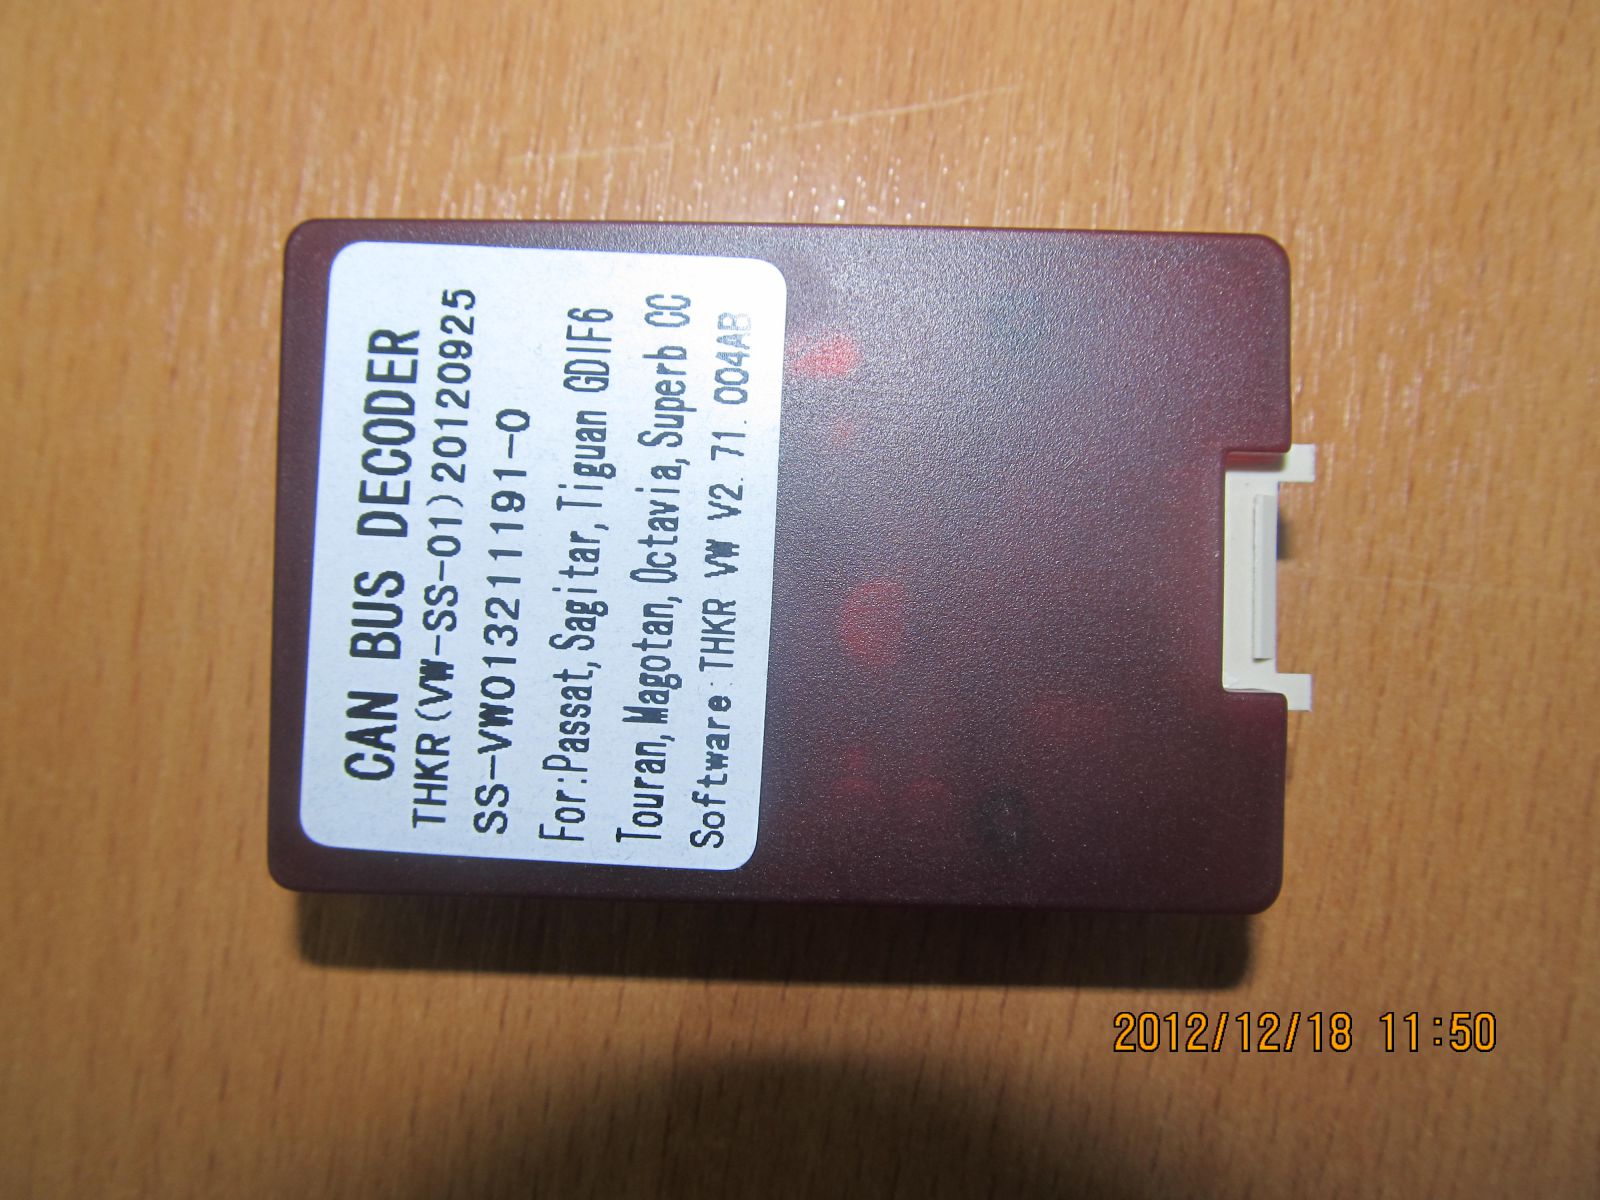 CAN BUS DECODER
THKR(VW-SS-01)20120925
SS-VW01321191-0
For:Passat,Sagitar,Tiguan GDIF6
Touran,Magotan,Octavia,Superb CC
Software:THKR VW V2.71.004AB
2012/12/18 11:50